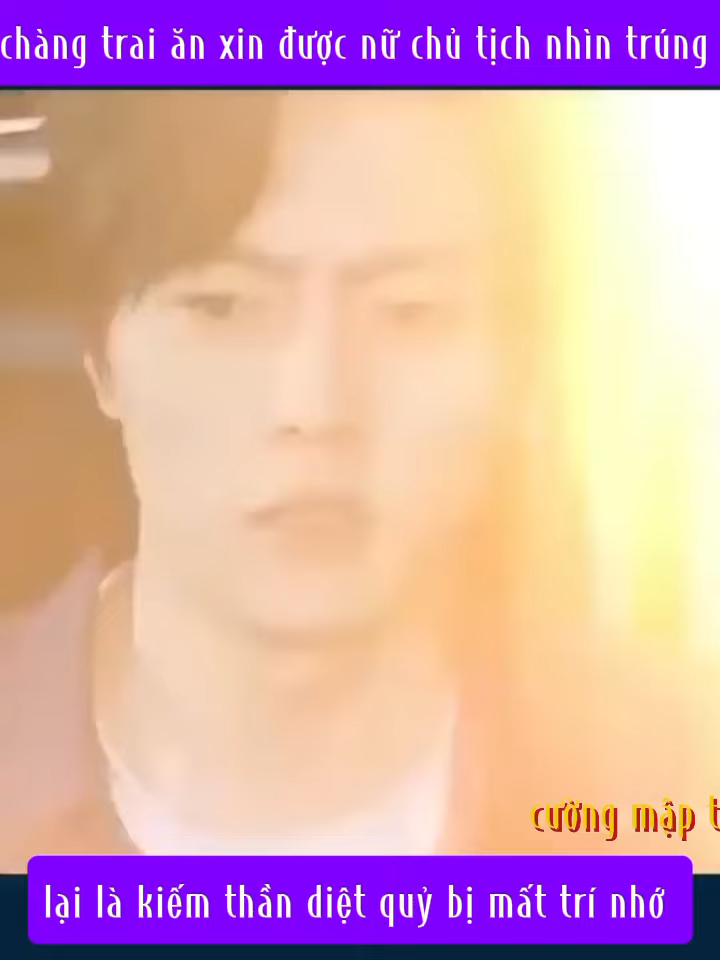 chàng trai ăn xin được nữ chủ tịch nhìn trúng
cường mập
lại là kiếm thần diệt quỷ bị mất trí nhớ